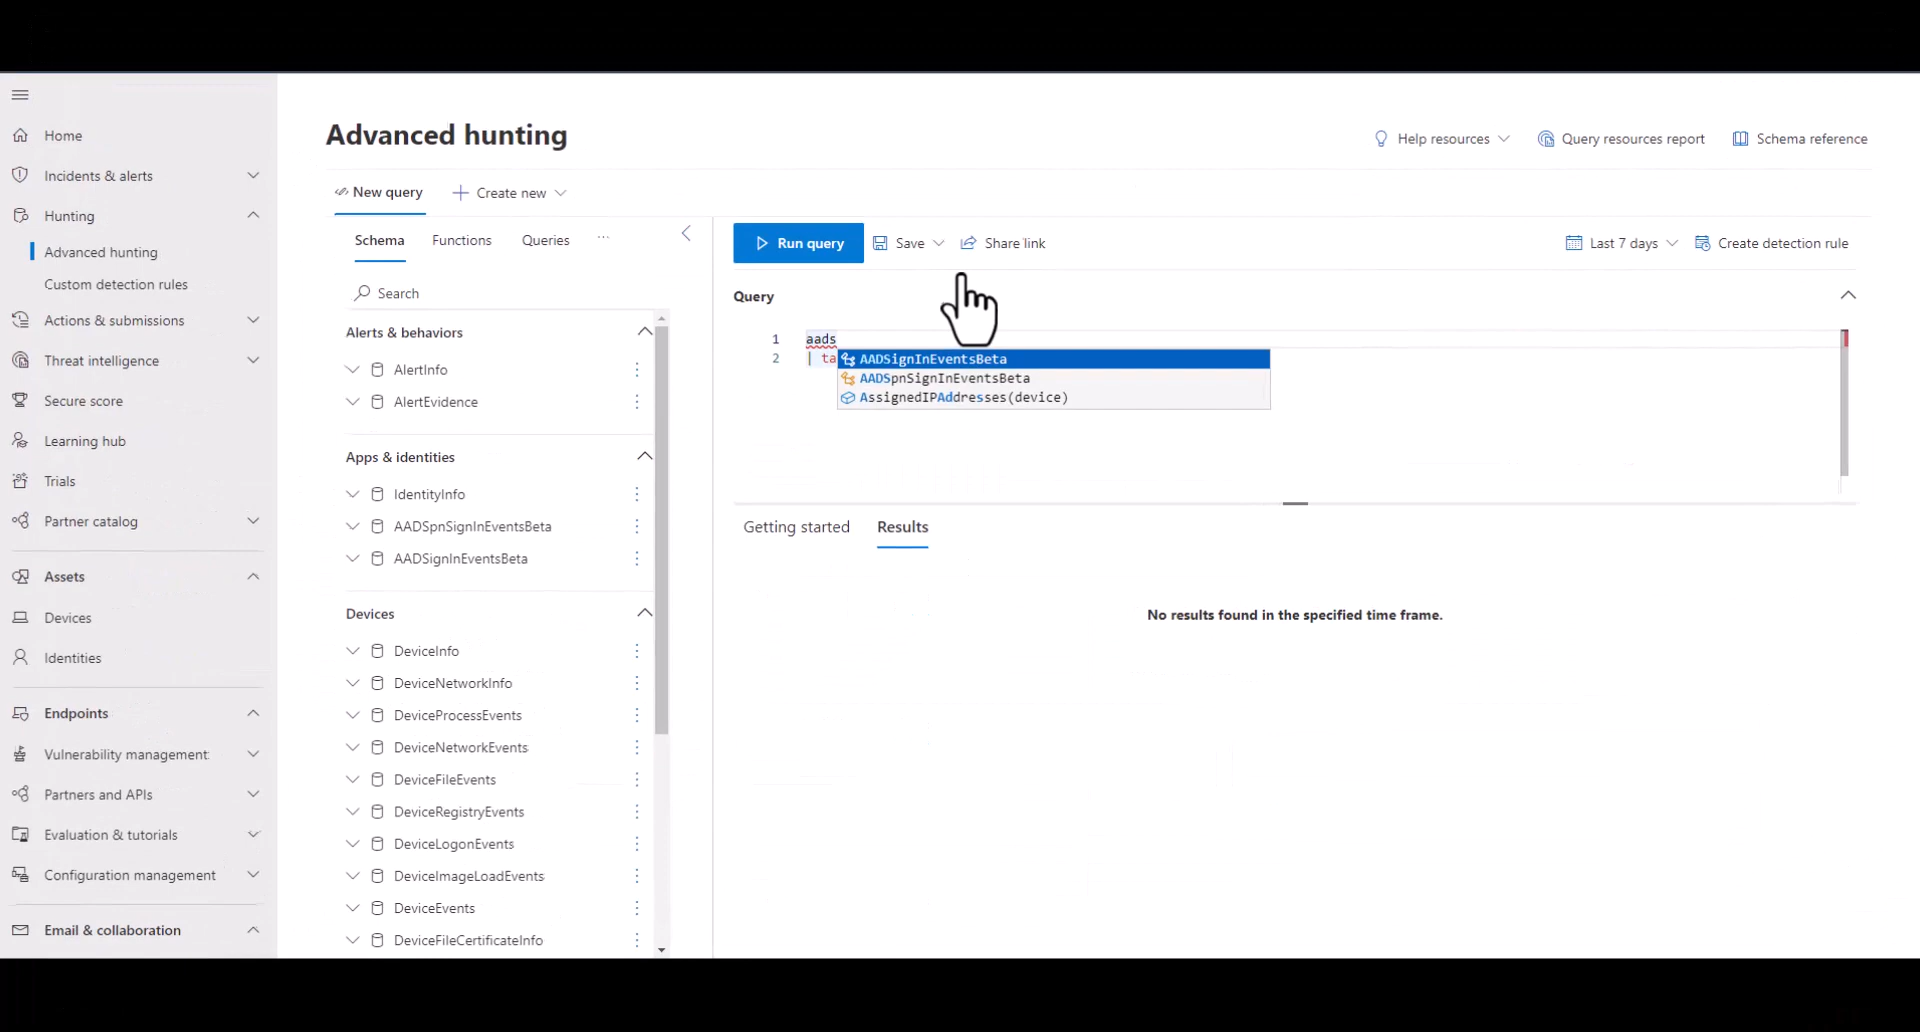 Home
Incidents & alerts
Hunting
Advanced hunting
Custom detection rules
Actions & submissions
Threat intelligence
Secure score
Learning hub
Trials
Partner catalog
Assets
Devices
Identities
Endpoints
Vulnerability management
Partners and APIs
Evaluation & tutorials
Configuration management
Email & collaboration
Advanced hunting
Help resources
Query resources report
Schema reference
New query
Create new
Schema Functions Queries ...
Search
Alerts & behaviors
AlertInfo
AlertEvidence
Apps & identities
IdentityInfo
AADSpnSignInEventsBeta
AADSignInEventsBeta
Devices
DeviceInfo
DeviceNetworkInfo
DeviceProcessEvents
DeviceNetworkEvents
DeviceFileEvents
DeviceRegistryEvents
DeviceLogonEvents
DeviceImageLoadEvents
DeviceEvents
DeviceFileCertificateInfo
Run query Save Share link Last 7 days Create detection rule
Query
1 aads
2 | ta
AADSignInEventsBeta
AADSpnSignInEventsBeta
AssignedIPAddresses(device)
Getting started Results
No results found in the specified time frame.